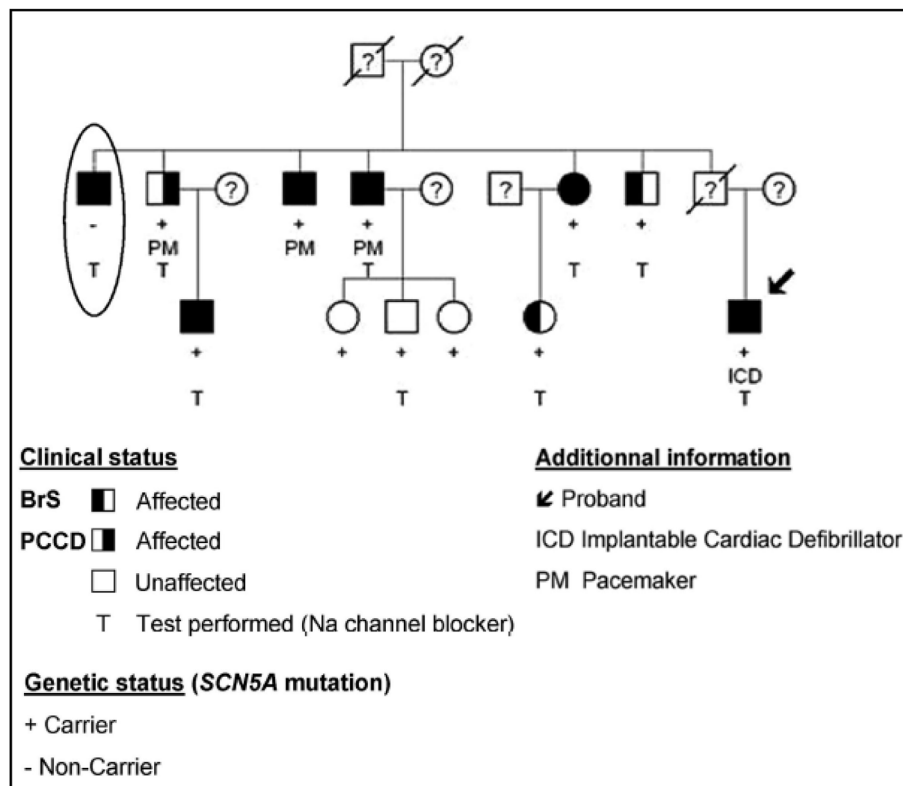 ? ?
? ? ? ? ?
- + + + + +
PM PM PM
T T T T T
+ + + + + +
ICD
T T T T
Clinical status
BrS Affected
PCCD Affected
Unaffected
T Test performed (Na channel blocker)
Additionnal information
Proband
ICD Implantable Cardiac Defibrillator
PM Pacemaker
Genetic status (SCN5A mutation)
+ Carrier
- Non-Carrier